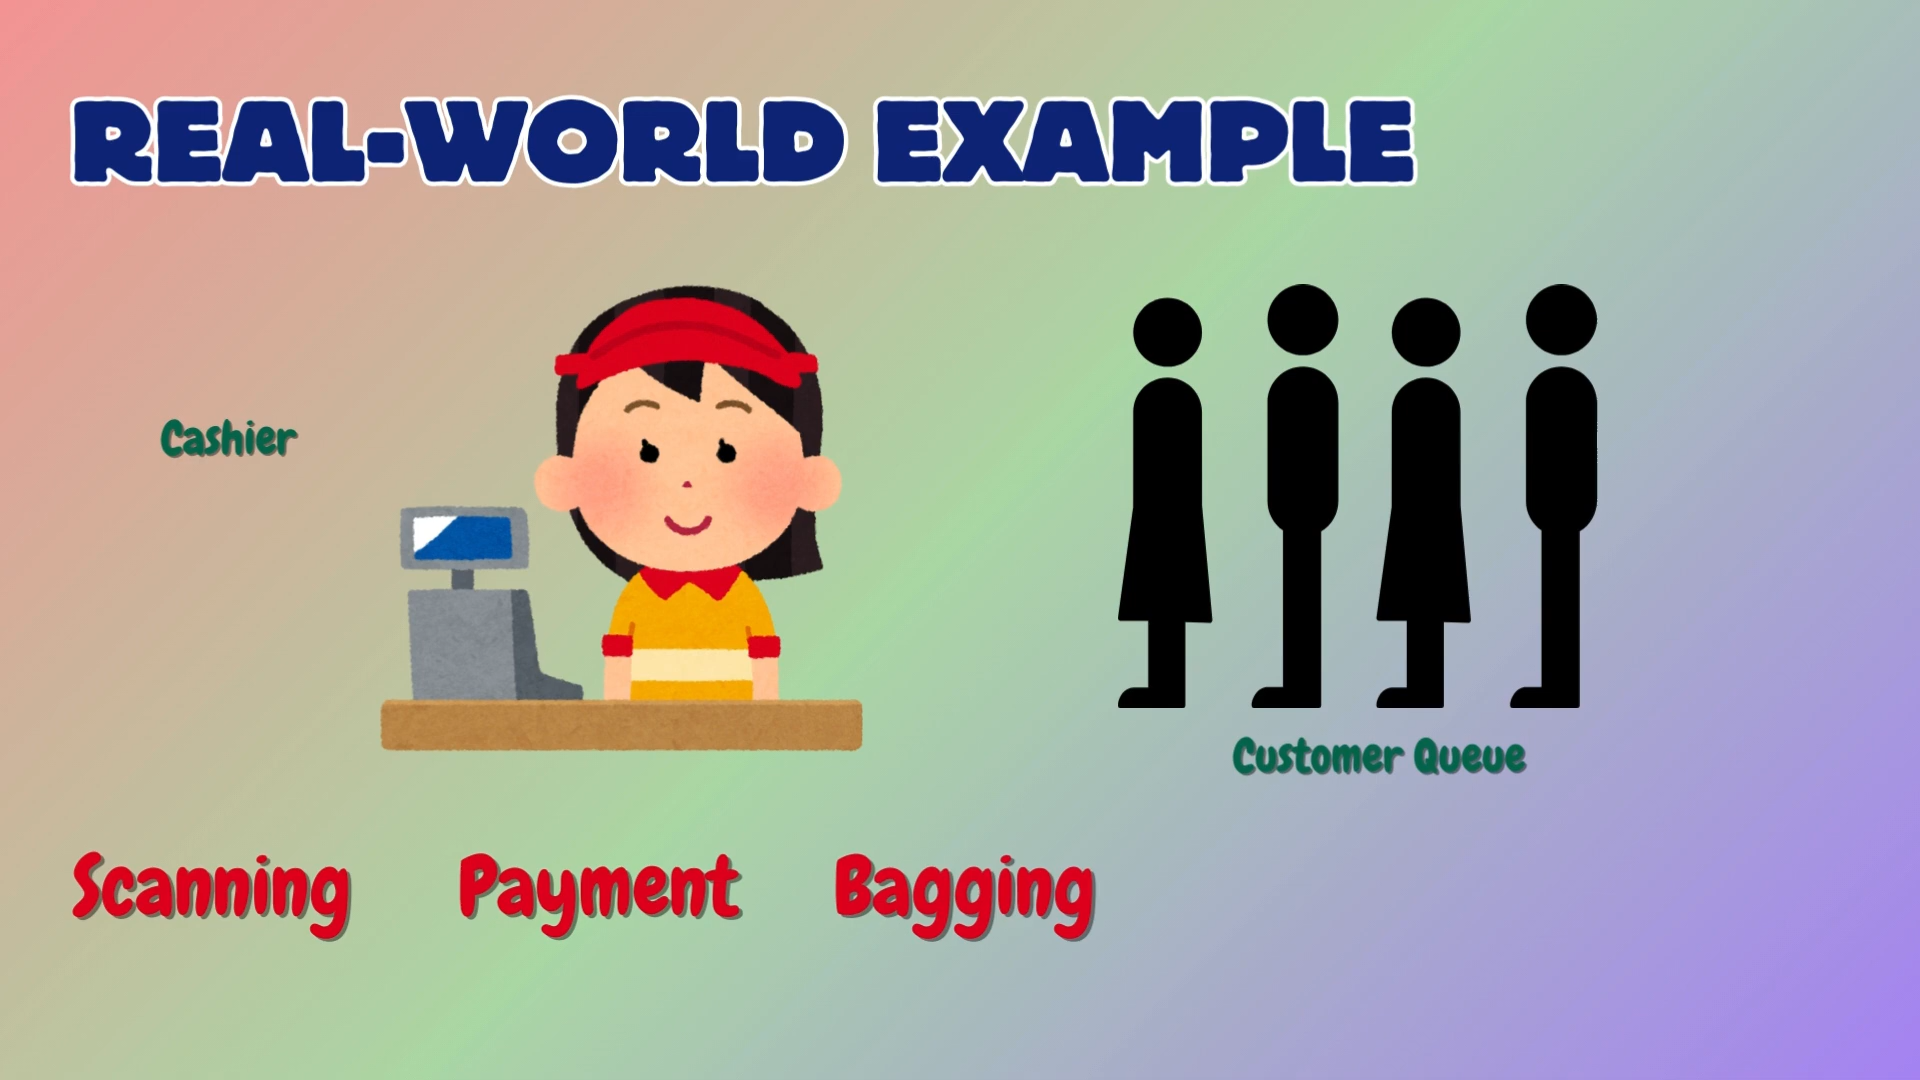 REAL-WORLD EXAMPLE
Cashier
Customer Queue
Scanning Payment Bagging